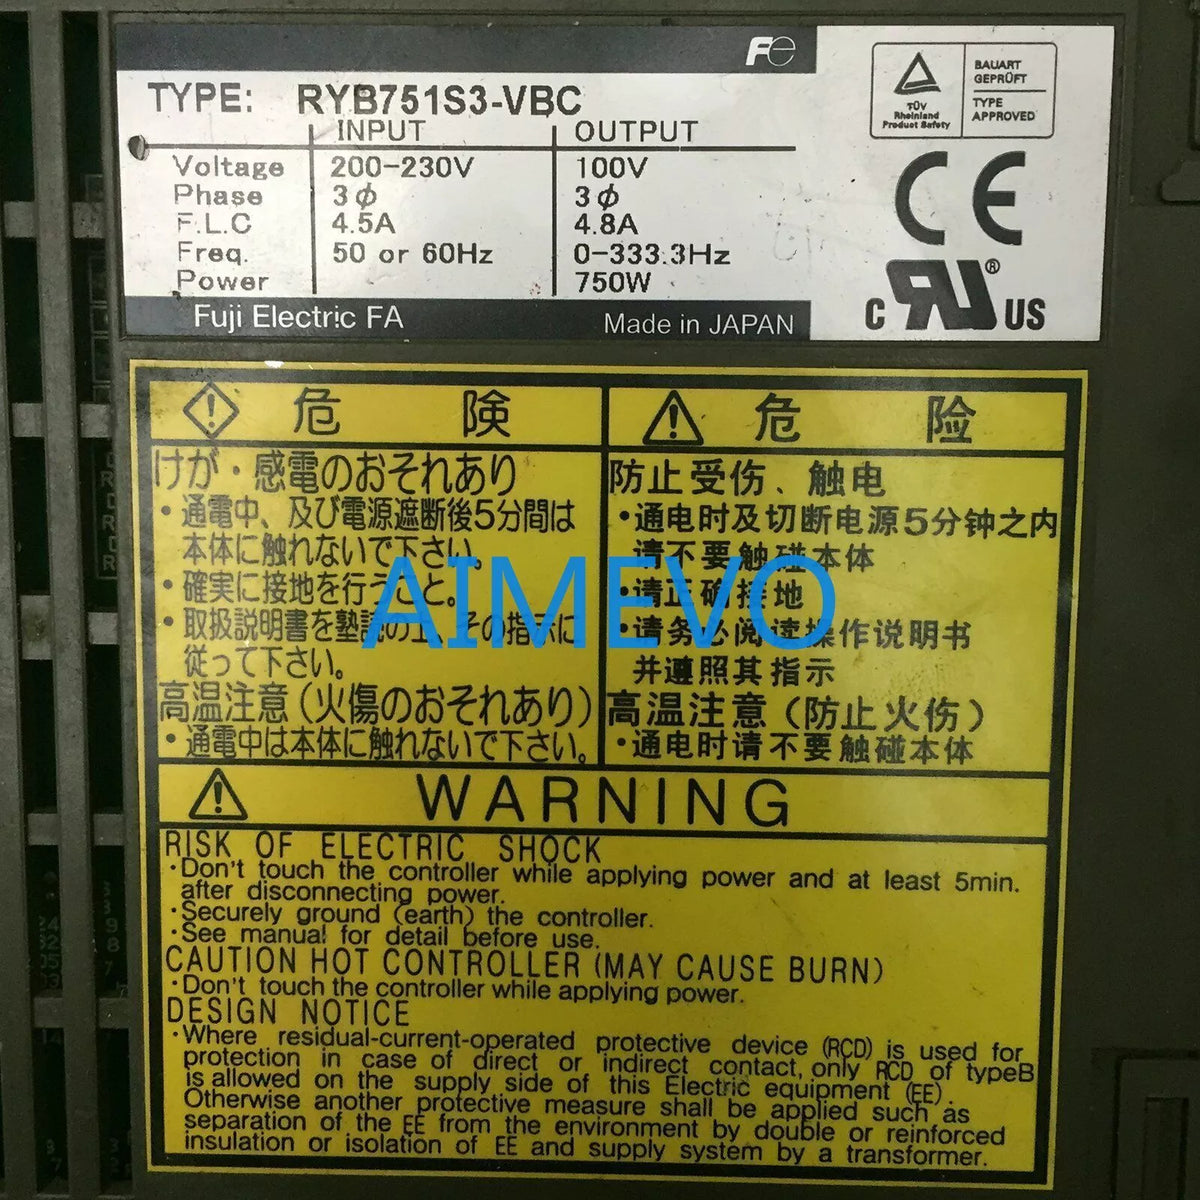 Fe
TYPE: RYB751S3-VBC
INPUT OUTPUT
Voltage 200-230V 100V
Phase 3φ 3φ
F.L.C 4.5A 4.8A
Freq. 50 or 60Hz 0-333.3Hz
Power 750W
Fuji Electric FA Made in JAPAN
TÜV
Rheinland
Product Safety
BAUART
GEPRÜFT
TYPE
APPROVED
CE
C RU ® US
危 険
けが・感電のおそれあり
・通電中、及び電源遮断後5分間は
本体に触れないで下さい。
・確実に接地を行うこと。
・取扱説明書を熟読の上、その指示に
従って下さい。
高温注意(火傷のおそれあり)
・通電中は本体に触れないで下さい。
危 险
防止受伤、触电
・通电时及切断电源5分钟之内
请不要触碰本体
・请正确接地
・请务必阅读操作说明书
并遵照其指示
高温注意(防止火伤)
・通电时请不要触碰本体
AIMEVO
WARNING
RISK OF ELECTRIC SHOCK
・Don't touch the controller while applying power and at least 5min.
after disconnecting power.
・Securely ground (earth) the controller.
・See manual for detail before use.
CAUTION HOT CONTROLLER (MAY CAUSE BURN)
・Don't touch the controller while applying power.
DESIGN NOTICE
・Where residual-current-operated protective device (RCD) is used for
protection in case of direct or indirect contact, only RCD of typeB
is allowed on the supply side of this Electric equipment (EE).
Otherwise another protective measure shall be applied such as
separation of the EE from the environment by double or reinforced
insulation or isolation of EE and supply system by a transformer.